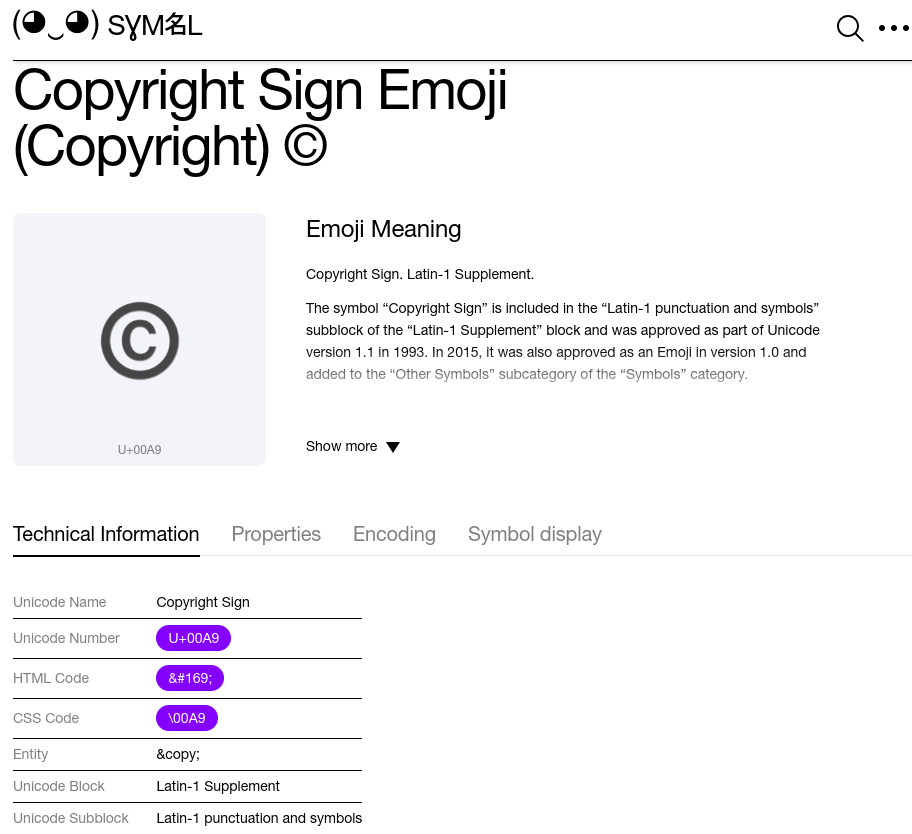 (◕‿◕) SYM名L
Copyright Sign Emoji
(Copyright) ©
©
U+00A9
Emoji Meaning
Copyright Sign. Latin-1 Supplement.
The symbol “Copyright Sign” is included in the “Latin-1 punctuation and symbols”
subblock of the “Latin-1 Supplement” block and was approved as part of Unicode
version 1.1 in 1993. In 2015, it was also approved as an Emoji in version 1.0 and
added to the “Other Symbols” subcategory of the “Symbols” category.
Show more ▼
Technical Information Properties Encoding Symbol display
Unicode Name Copyright Sign
Unicode Number U+00A9
HTML Code &#169;
CSS Code \00A9
Entity &copy;
Unicode Block Latin-1 Supplement
Unicode Subblock Latin-1 punctuation and symbols